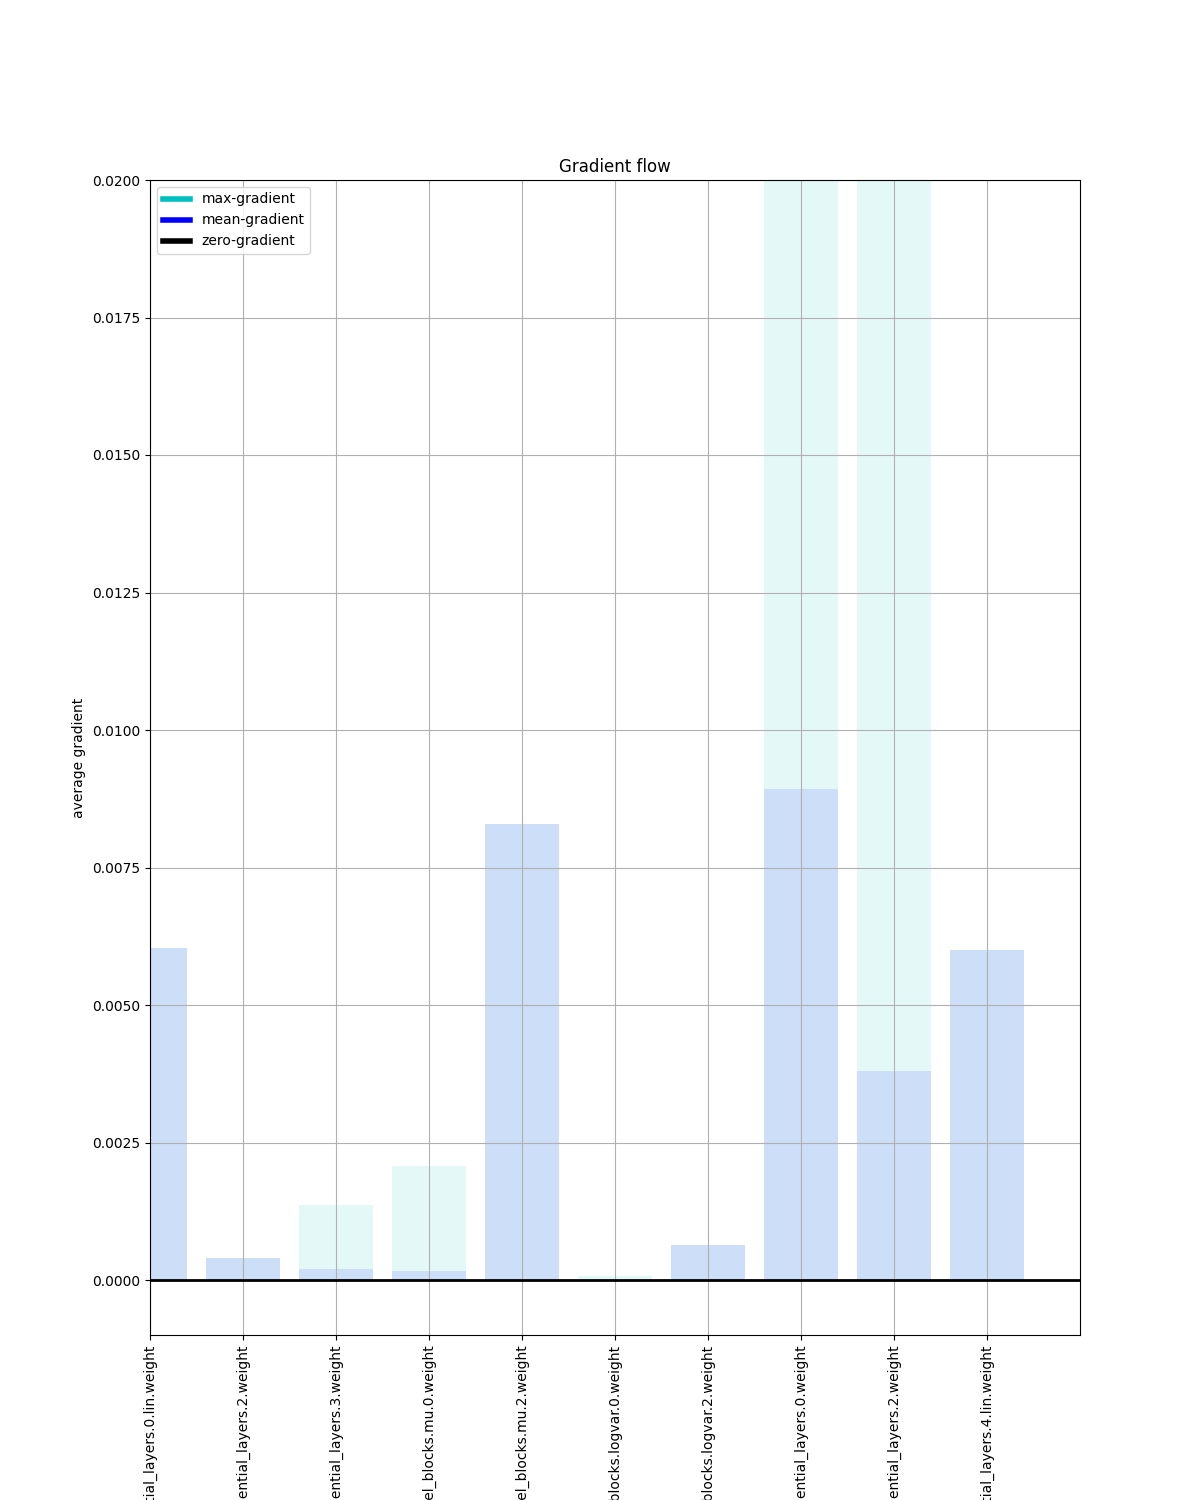 Gradient flow
max-gradient
mean-gradient
zero-gradient
0.0200
0.0175
0.0150
0.0125
0.0100
0.0075
0.0050
0.0025
0.0000
average gradient
tial_layers.0.lin.weight
ential_layers.2.weight
ential_layers.3.weight
el_blocks.mu.0.weight
el_blocks.mu.2.weight
blocks.logvar.0.weight
blocks.logvar.2.weight
ential_layers.0.weight
ential_layers.2.weight
tial_layers.4.lin.weight